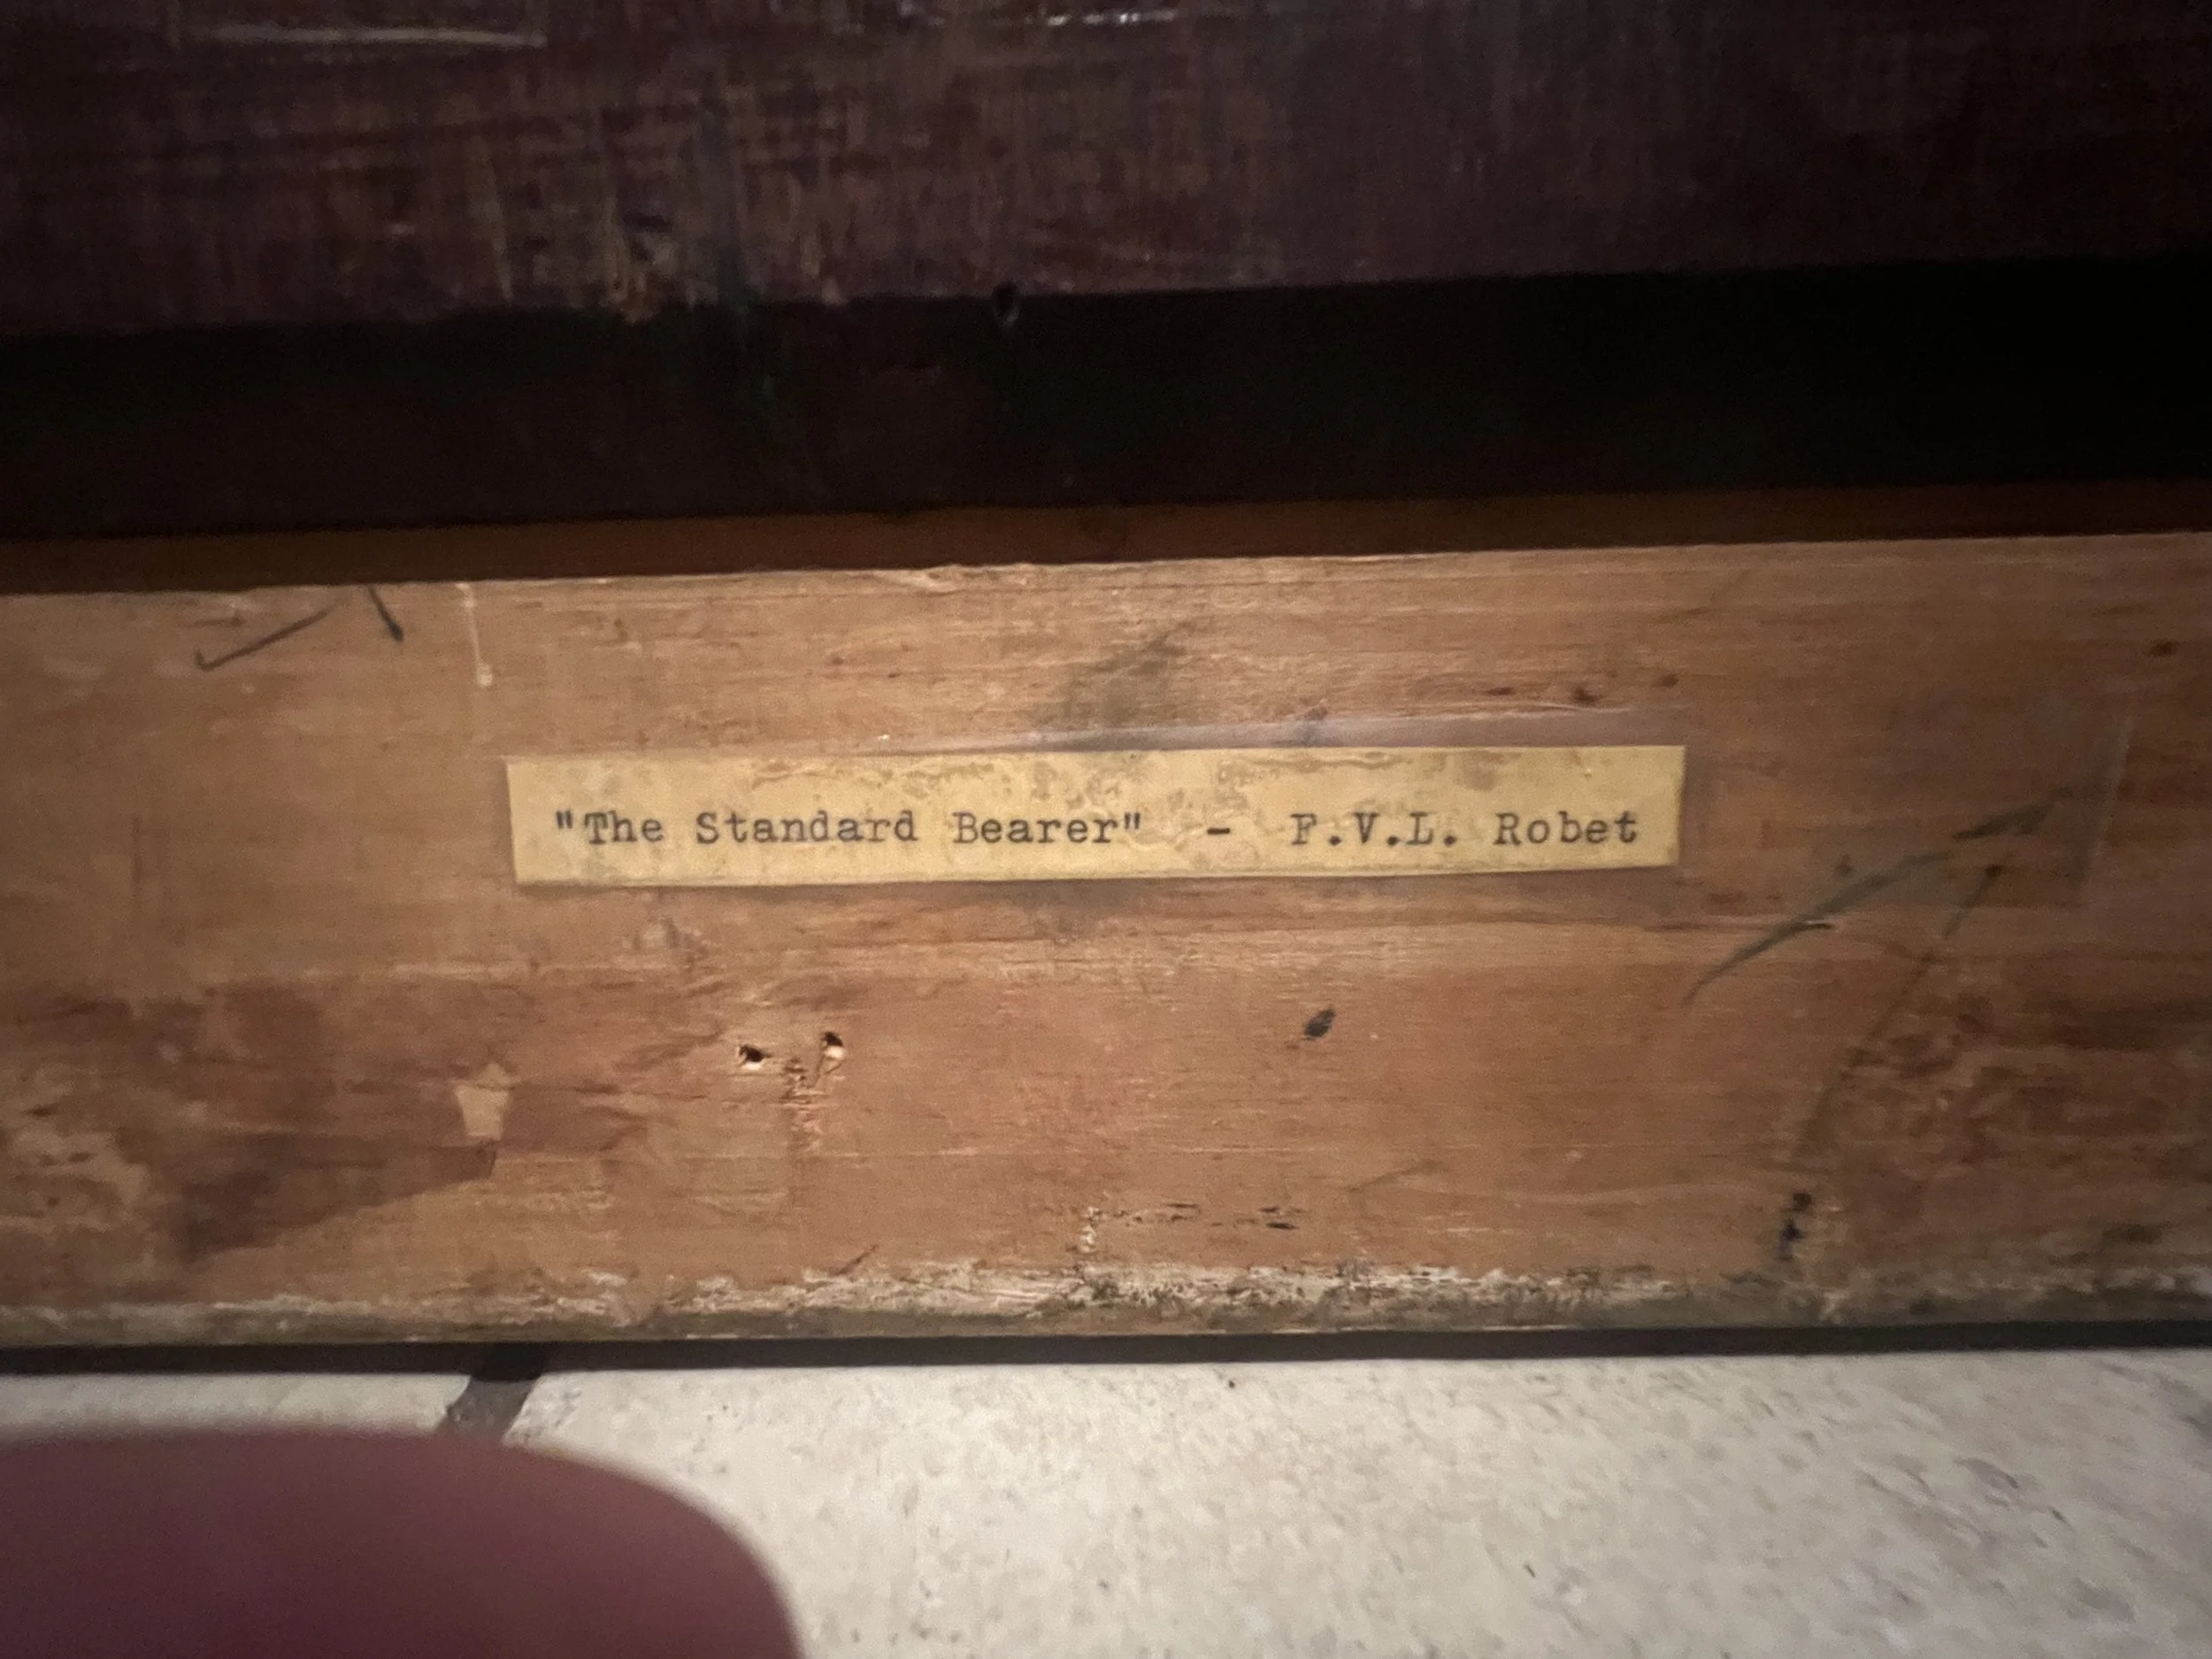 "The Standard Bearer" - F.V.L. Robet